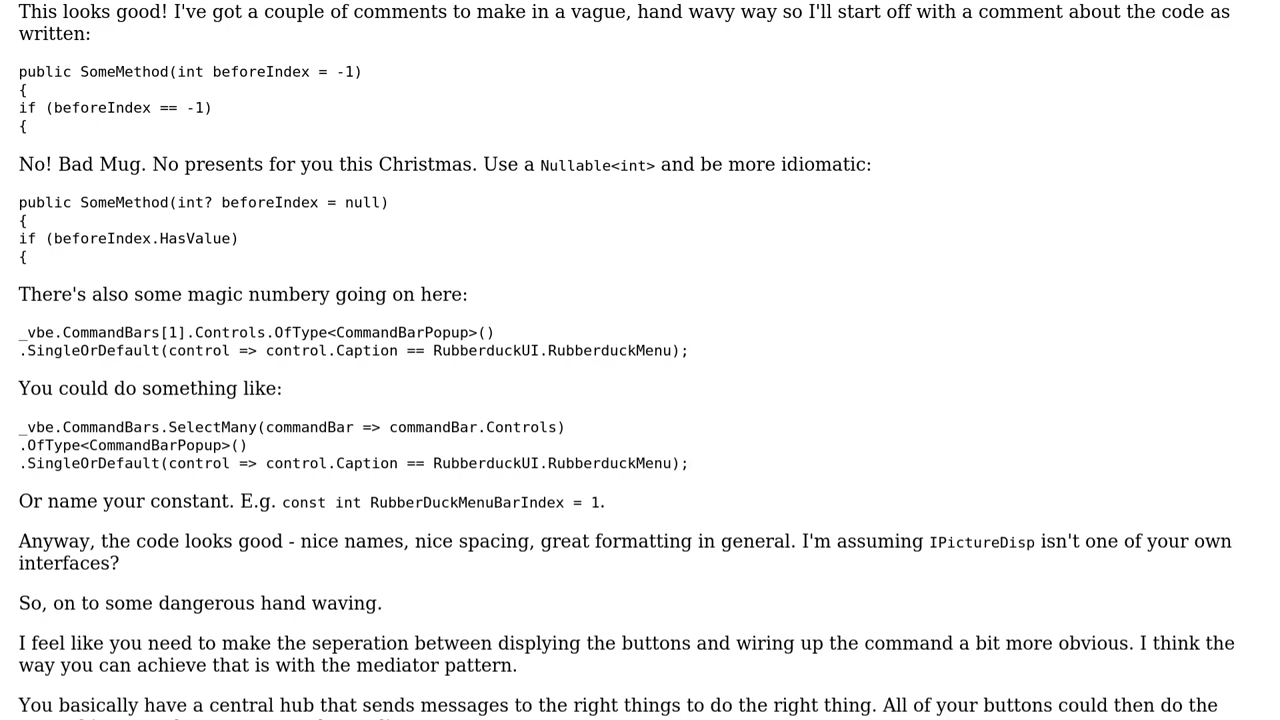 This looks good! I've got a couple of comments to make in a vague, hand wavy way so I'll start off with a comment about the code as
written:
public SomeMethod(int beforeIndex = -1)
{
if (beforeIndex == -1)
{
No! Bad Mug. No presents for you this Christmas. Use a Nullable<int> and be more idiomatic:
public SomeMethod(int? beforeIndex = null)
{
if (beforeIndex.HasValue)
{
There's also some magic numbery going on here:
_vbe.CommandBars[1].Controls.OfType<CommandBarPopup>()
.SingleOrDefault(control => control.Caption == RubberduckUI.RubberduckMenu);
You could do something like:
_vbe.CommandBars.SelectMany(commandBar => commandBar.Controls)
.OfType<CommandBarPopup>()
.SingleOrDefault(control => control.Caption == RubberduckUI.RubberduckMenu);
Or name your constant. E.g. const int RubberDuckMenuBarIndex = 1.
Anyway, the code looks good - nice names, nice spacing, great formatting in general. I'm assuming IPictureDisp isn't one of your own
interfaces?
So, on to some dangerous hand waving.
I feel like you need to make the seperation between displying the buttons and wiring up the command a bit more obvious. I think the
way you can achieve that is with the mediator pattern.
You basically have a central hub that sends messages to the right things to do the right thing. All of your buttons could then do the